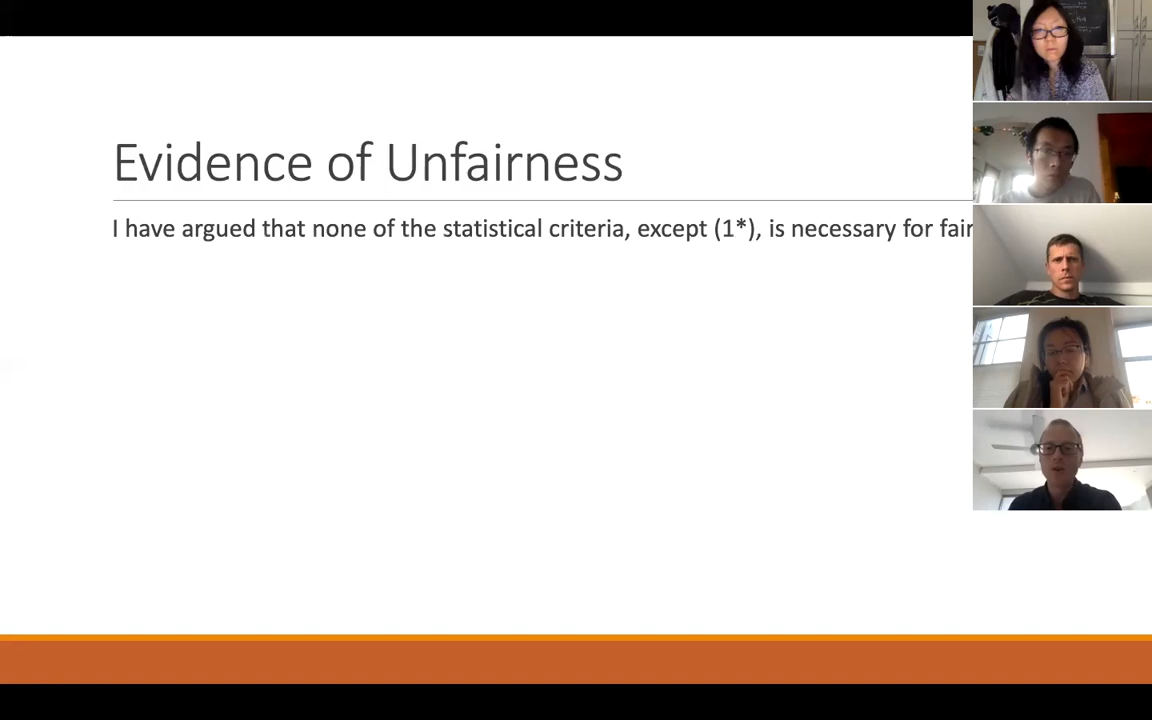 Evidence of Unfairness
I have argued that none of the statistical criteria, except (1*), is necessary for fair